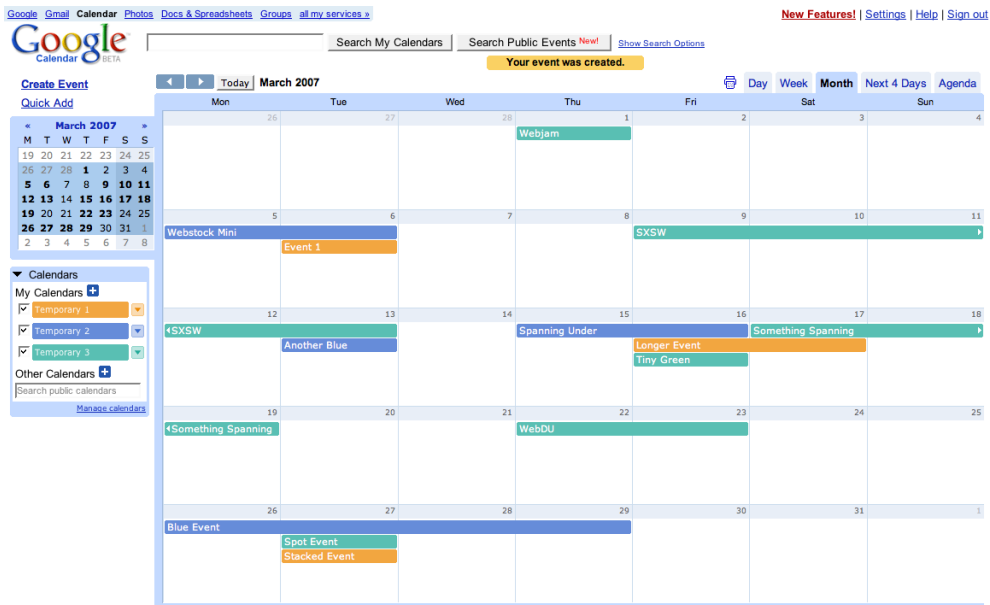 Google Gmail Calendar Photos Docs & Spreadsheets Groups all my services »
New Features! | Settings | Help | Sign out
Google
Calendar BETA
Search My Calendars Search Public Events New! Show Search Options
Your event was created.
Create Event
Quick Add
Today March 2007
Day Week Month Next 4 Days Agenda
« March 2007 »
M T W T F S S
19 20 21 22 23 24 25
26 27 28 1 2 3 4
5 6 7 8 9 10 11
12 13 14 15 16 17 18
19 20 21 22 23 24 25
26 27 28 29 30 31 1
2 3 4 5 6 7 8
Calendars
My Calendars
Temporary 1
Temporary 2
Temporary 3
Other Calendars
Search public calendars
Manage calendars
Mon Tue Wed Thu Fri Sat Sun
26 27 28 1 2 3 4
Webjam
5 6 7 8 9 10 11
Webstock Mini SXSW
Event 1
12 13 14 15 16 17 18
SXSW Spanning Under Something Spanning
Another Blue Longer Event
Tiny Green
19 20 21 22 23 24 25
Something Spanning WebDU
26 27 28 29 30 31 1
Blue Event
Spot Event
Stacked Event